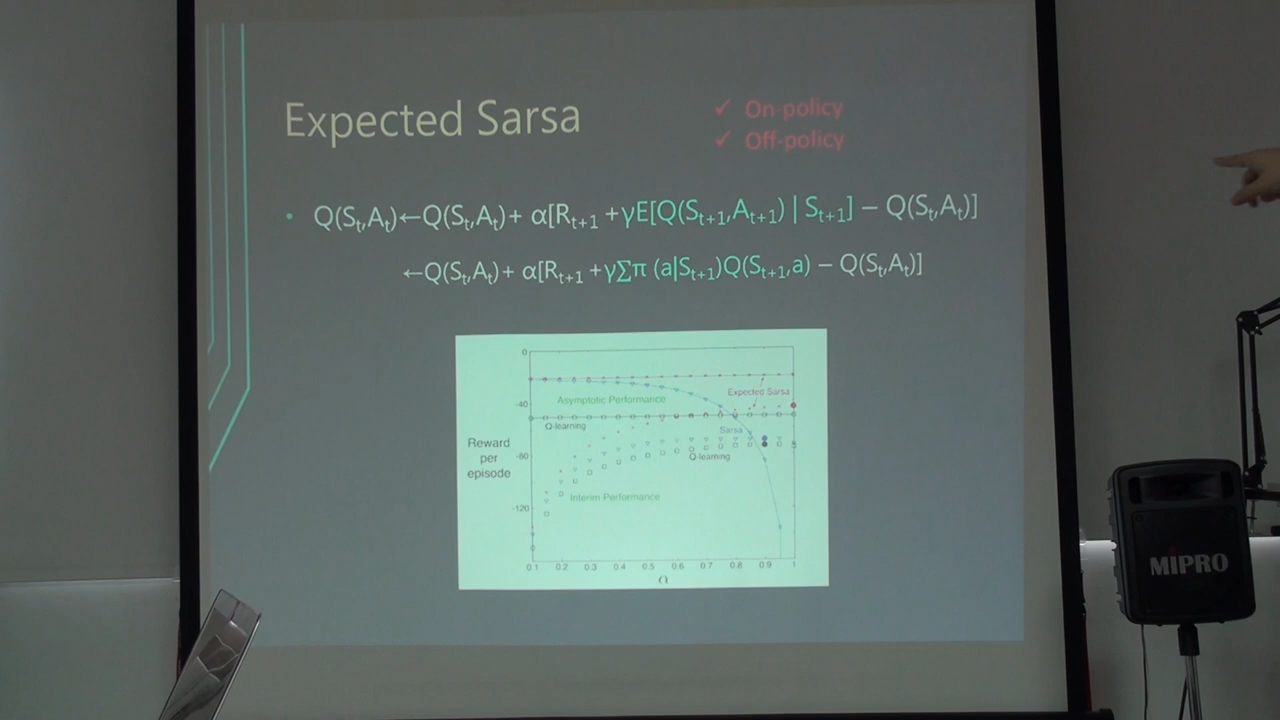 Expected Sarsa
✓ On-policy
✓ Off-policy
• Q(Sₜ,Aₜ)←Q(Sₜ,Aₜ)+ α[Rₜ₊₁ +γE[Q(Sₜ₊₁,Aₜ₊₁) | Sₜ₊₁] – Q(Sₜ,Aₜ)]
←Q(Sₜ,Aₜ)+ α[Rₜ₊₁ +γ∑π (a|Sₜ₊₁)Q(Sₜ₊₁,a) – Q(Sₜ,Aₜ)]
0
-40
-80
-120
Reward
per
episode
Expected Sarsa
Asymptotic Performance
Q-learning
Sarsa
Q-learning
Interim Performance
0.1 0.2 0.3 0.4 0.5 0.6 0.7 0.8 0.9 1
α
MIPRO